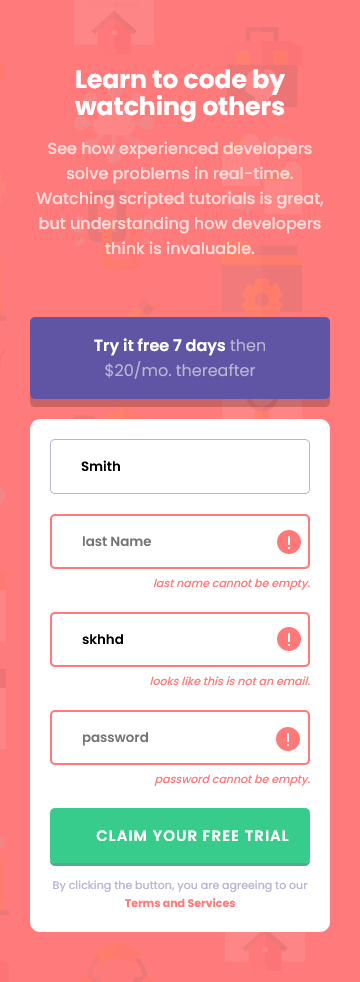 Learn to code by
watching others
See how experienced developers
solve problems in real-time.
Watching scripted tutorials is great,
but understanding how developers
think is invaluable.
Try it free 7 days then
$20/mo. thereafter
Smith
last Name
last name cannot be empty.
skhhd
looks like this is not an email.
password
password cannot be empty.
CLAIM YOUR FREE TRIAL
By clicking the button, you are agreeing to our
Terms and Services